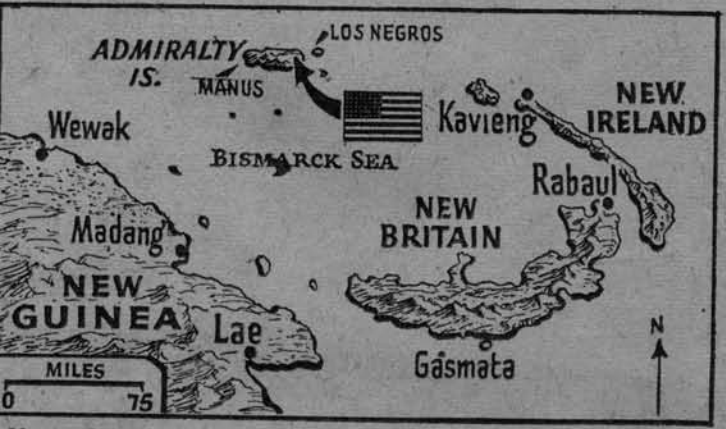 LOS NEGROS
ADMIRALTY
IS.
MANUS
Wewak
BISMARCK SEA
Kavieng
NEW
IRELAND
Rabaul
NEW
BRITAIN
Madang
NEW
GUINEA
Lae
Gasmata
N
MILES
0 75